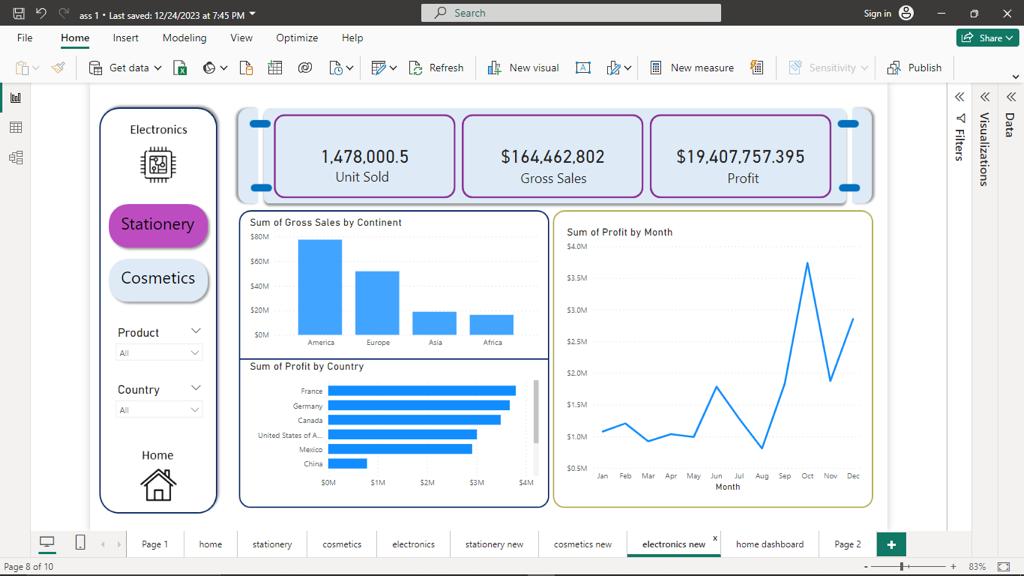 ass 1 • Last saved: 12/24/2023 at 7:45 PM
Search
Sign in
File Home Insert Modeling View Optimize Help
Share
Get data
Refresh
New visual
New measure
Sensitivity
Publish
Electronics
Stationery
Cosmetics
Product
All
Country
All
Home
1,478,000.5
Unit Sold
$164,462,802
Gross Sales
$19,407,757.395
Profit
Sum of Gross Sales by Continent
$80M
$60M
$40M
$20M
$0M
America Europe Asia Africa
Sum of Profit by Country
France
Germany
Canada
United States of A...
Mexico
China
$0M $1M $2M $3M $4M
Sum of Profit by Month
$4.0M
$3.5M
$3.0M
$2.5M
$2.0M
$1.5M
$1.0M
$0.5M
Jan Feb Mar Apr May Jun Jul Aug Sep Oct Nov Dec
Month
Filters
Visualizations
Data
Page 1 home stationery cosmetics electronics stationery new cosmetics new electronics new x home dashboard Page 2 +
Page 8 of 10
- + 83%